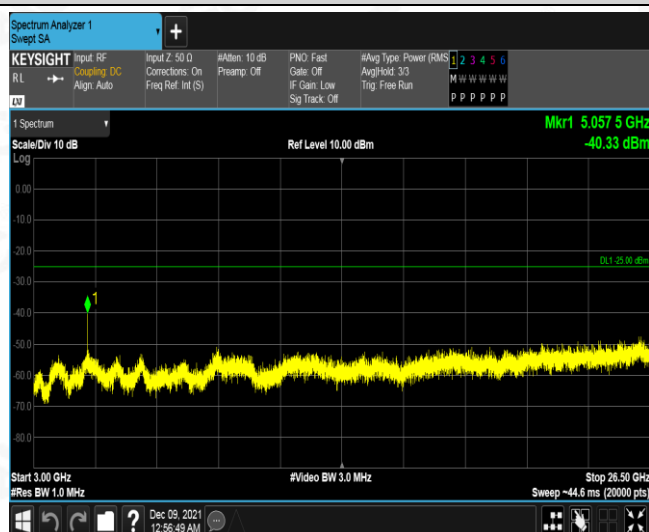 Spectrum Analyzer 1
Swept SA
+
KEYSIGHT
RL
LXI
Input: RF
Coupling: DC
Align: Auto
Input Z: 50 Ω
Corrections: On
Freq Ref: Int (S)
#Atten: 10 dB
Preamp: Off
PNO: Fast
Gate: Off
IF Gain: Low
Sig Track: Off
#Avg Type: Power (RMS
Avg|Hold: 3/3
Trig: Free Run
1 2 3 4 5 6
M W W W W W
P P P P P P
1 Spectrum
Scale/Div 10 dB
Log
Ref Level 10.00 dBm
Mkr1 5.057 5 GHz
-40.33 dBm
0.00
-10.0
-20.0
DL1 -25.00 dBm
-30.0
1
-40.0
-50.0
-60.0
-70.0
-80.0
Start 3.00 GHz
#Res BW 1.0 MHz
#Video BW 3.0 MHz
Stop 26.50 GHz
Sweep ~44.6 ms (20000 pts)
?
Dec 09, 2021
12:56:49 AM